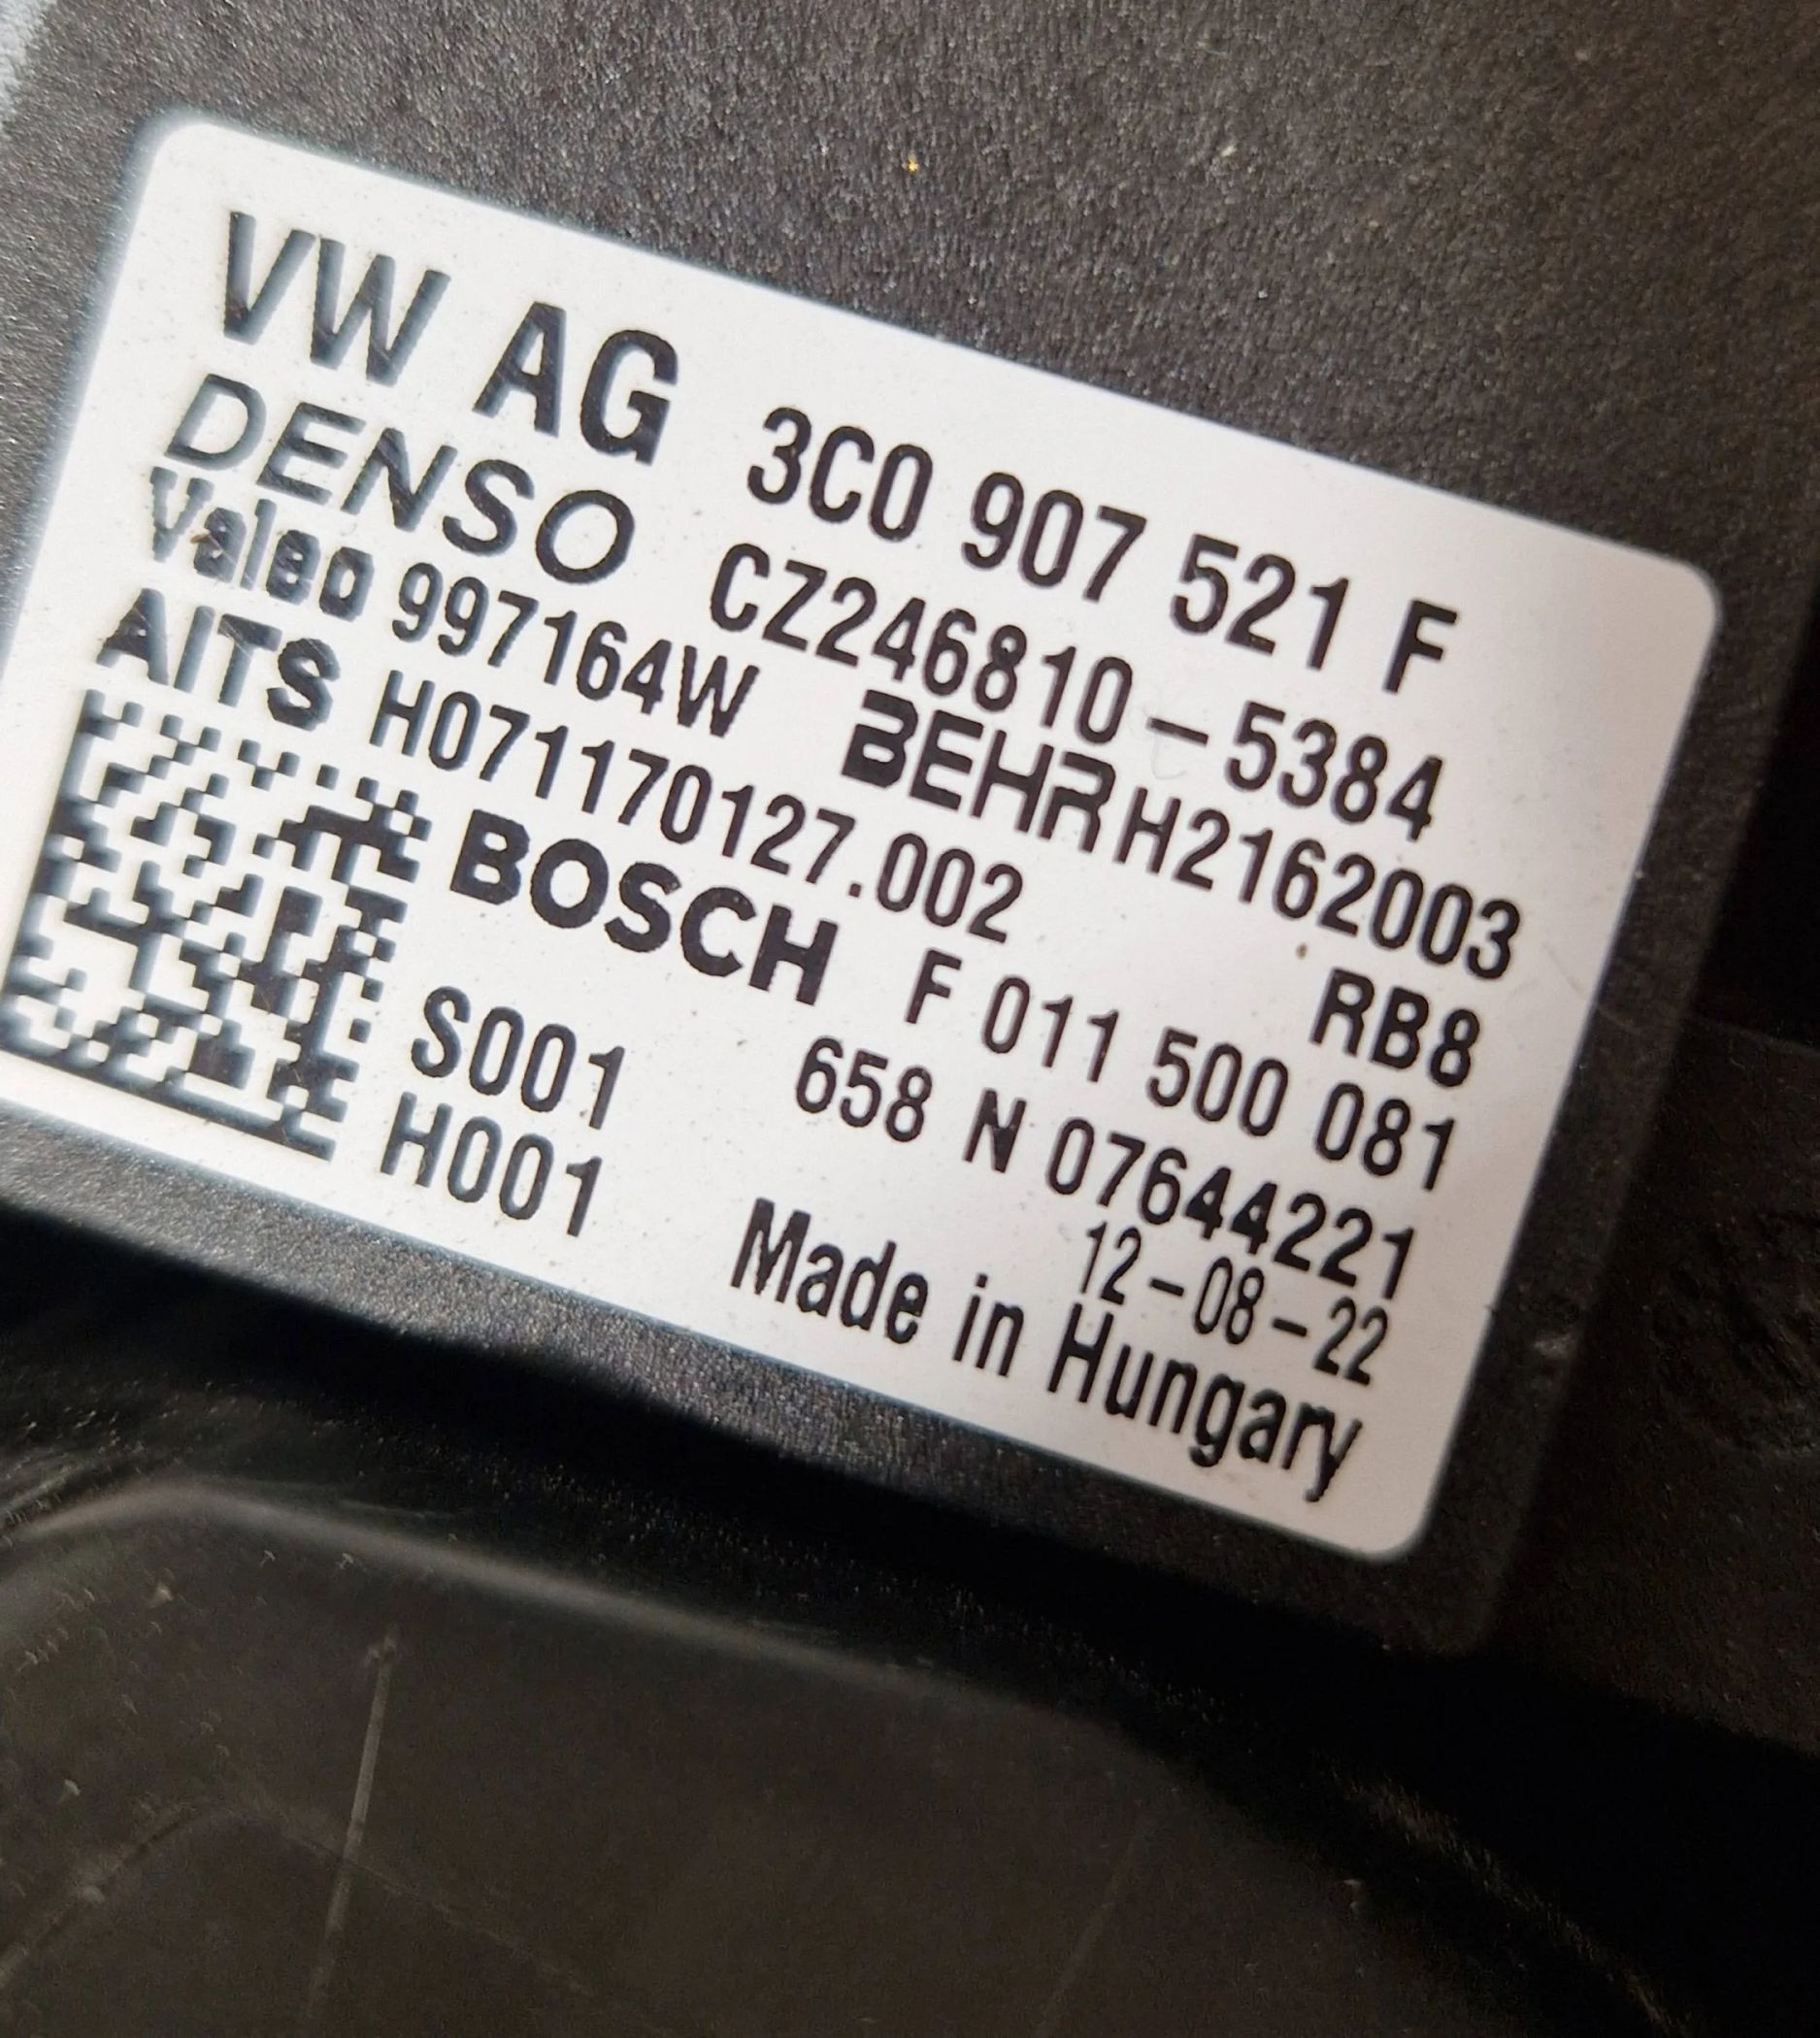 VW AG 3C0 907 521 F
DENSO CZ246810-5384
Valeo 997164W BEHR H2162003
AITS H071170127.002 RB8
BOSCH F 011 500 081
S001 658 N 07644221
H001 12-08-22
Made in Hungary